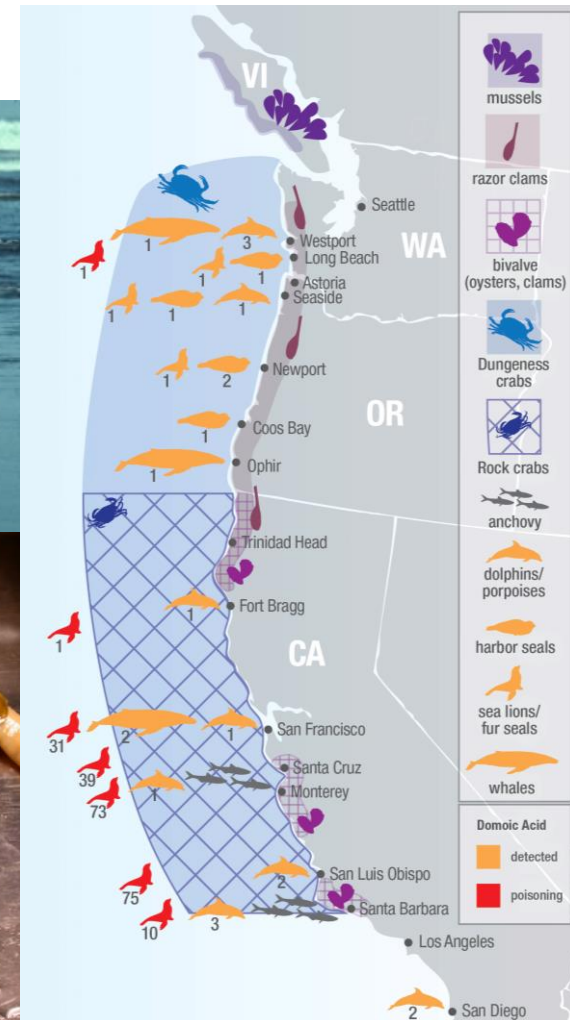 VI
Seattle
WA
1
3
Westport
1
Long Beach
1
1
Astoria
1
1
1
Seaside
1
2
Newport
OR
1
Coos Bay
1
Ophir
Trinidad Head
1
1
Fort Bragg
CA
31
2
1
San Francisco
39
Santa Cruz
73
1
Monterey
75
2
San Luis Obispo
10
3
Santa Barbara
Los Angeles
2
San Diego
mussels
razor clams
bivalve
(oysters, clams)
Dungeness
crabs
Rock crabs
anchovy
dolphins/
porpoises
harbor seals
sea lions/
fur seals
whales
Domoic Acid
detected
poisoning